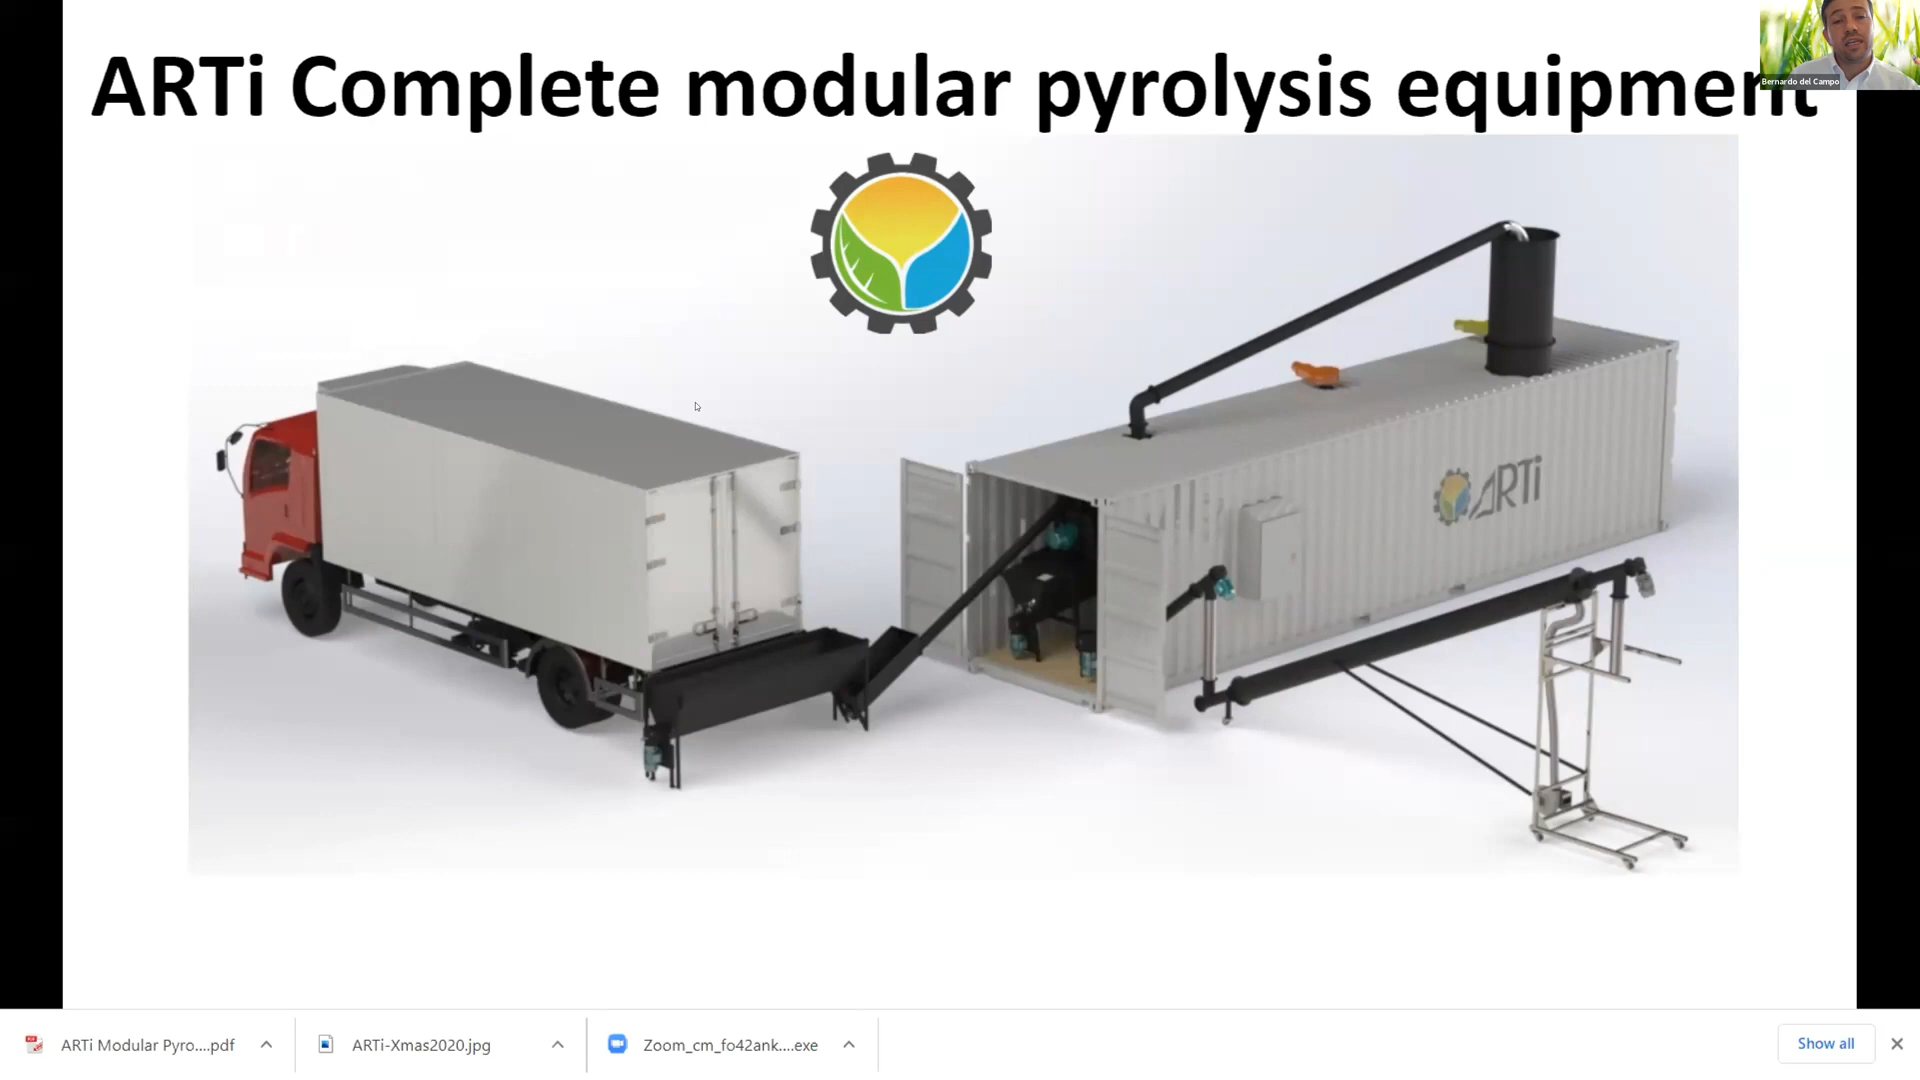 ARTi Complete modular pyrolysis equipment
Bernardo del Campo
ARTi
ARTi Modular Pyro....pdf
ARTi-Xmas2020.jpg
Zoom_cm_fo42ank....exe
Show all